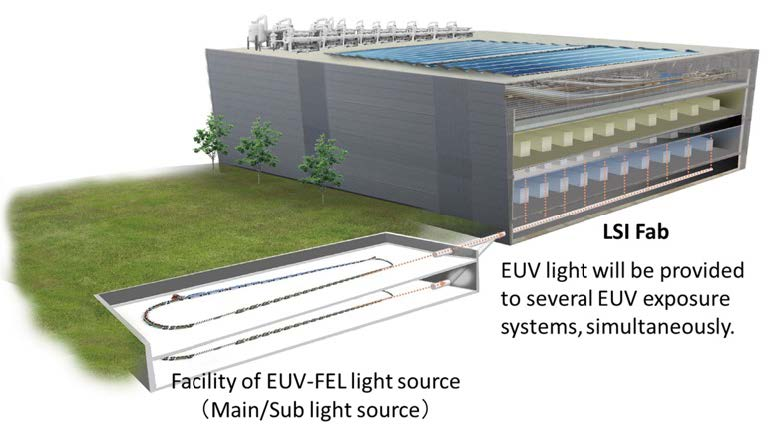 LSI Fab
EUV light will be provided
to several EUV exposure
systems, simultaneously.
Facility of EUV-FEL light source
（Main/Sub light source）